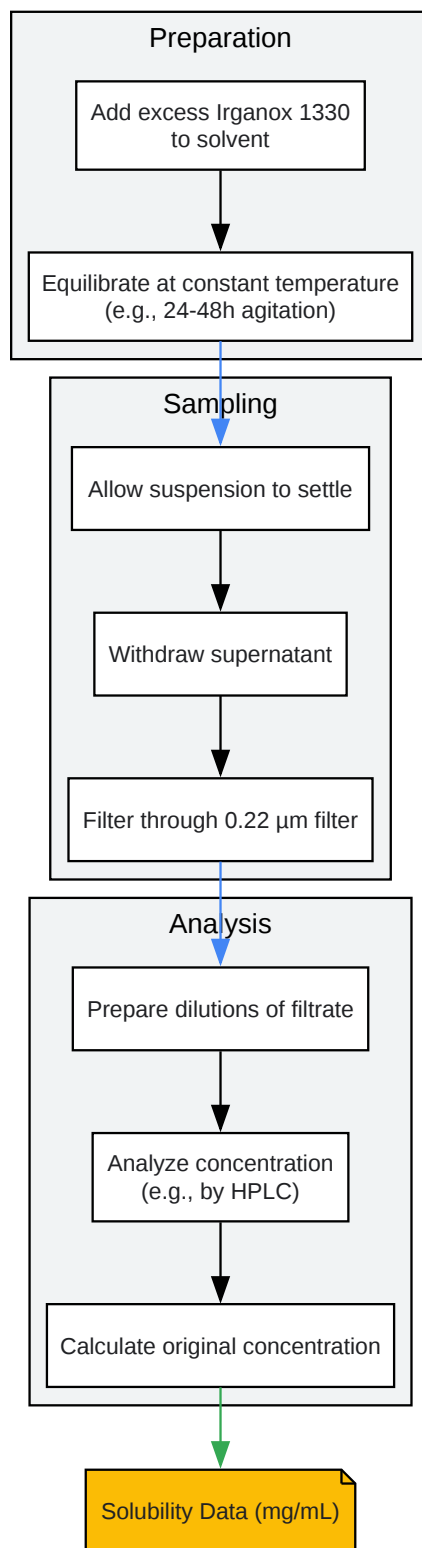 Preparation
Add excess Irganox 1330
to solvent
Equilibrate at constant temperature
(e.g., 24-48h agitation)
Sampling
Allow suspension to settle
Withdraw supernatant
Filter through 0.22 µm filter
Analysis
Prepare dilutions of filtrate
Analyze concentration
(e.g., by HPLC)
Calculate original concentration
Solubility Data (mg/mL)